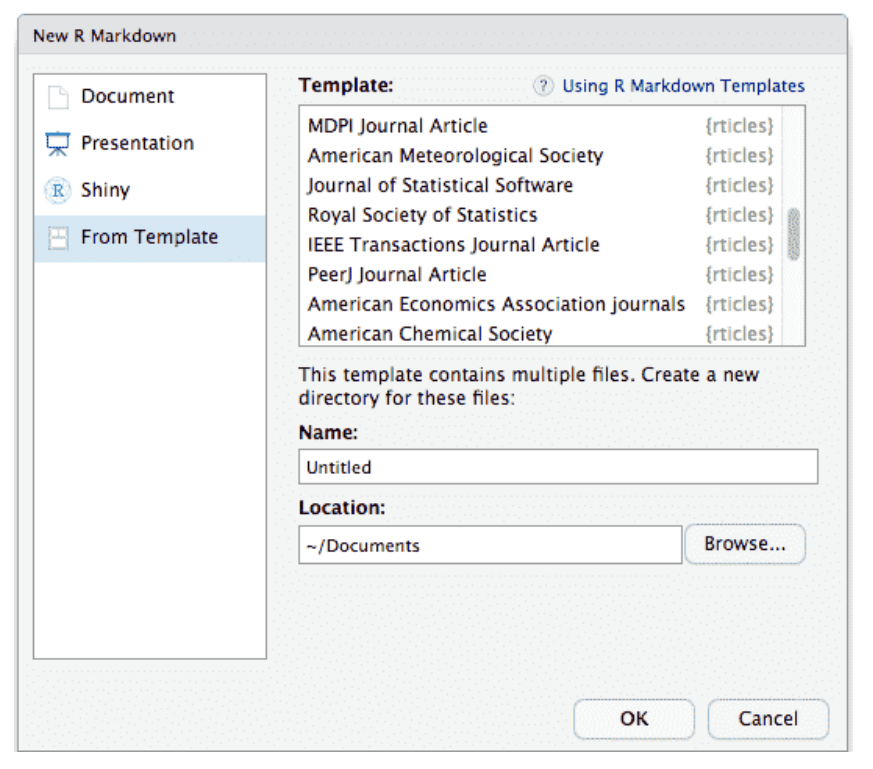 New R Markdown
Document
Presentation
R Shiny
From Template
Template:
? Using R Markdown Templates
MDPI Journal Article {rticles}
American Meteorological Society {rticles}
Journal of Statistical Software {rticles}
Royal Society of Statistics {rticles}
IEEE Transactions Journal Article {rticles}
PeerJ Journal Article {rticles}
American Economics Association journals {rticles}
American Chemical Society {rticles}
This template contains multiple files. Create a new
directory for these files:
Name:
Untitled
Location:
~/Documents
Browse...
OK
Cancel